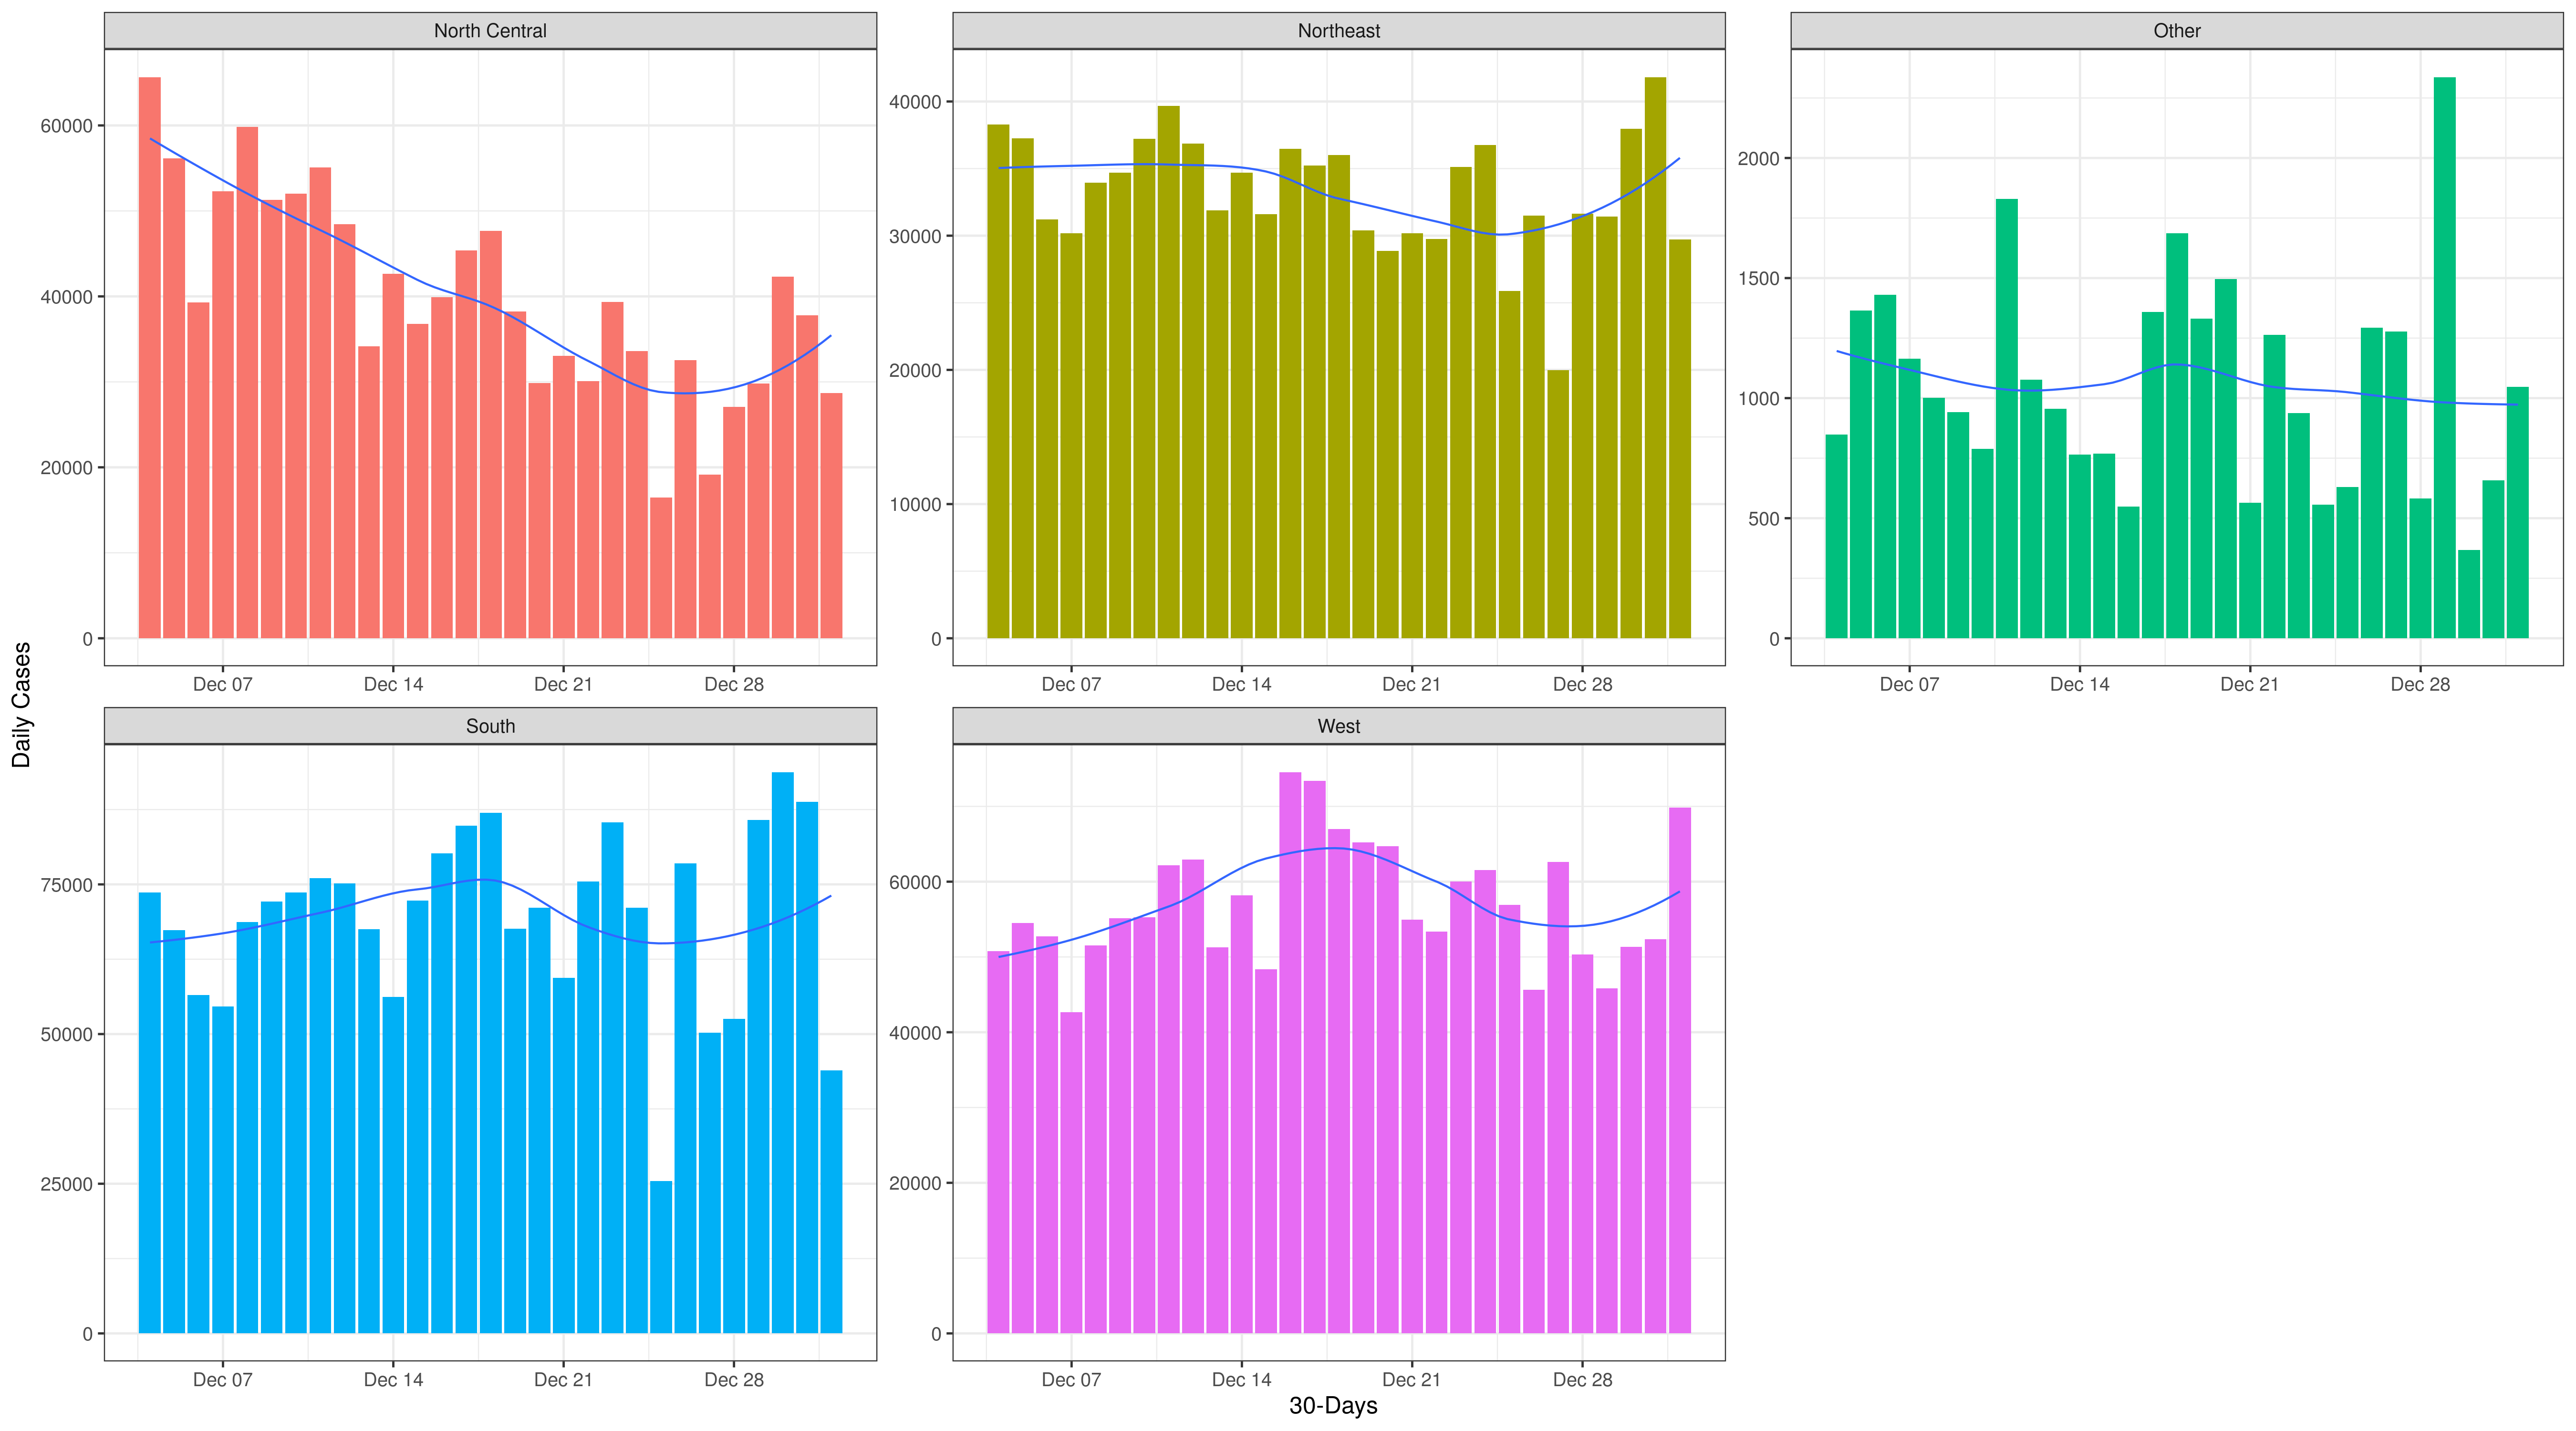 North Central
Northeast
Other
60000
40000
20000
0
40000
30000
20000
10000
0
2000
1500
1000
500
0
Dec 07 Dec 14 Dec 21 Dec 28
Dec 07 Dec 14 Dec 21 Dec 28
Dec 07 Dec 14 Dec 21 Dec 28
Daily Cases
South
West
75000
50000
25000
0
60000
40000
20000
0
Dec 07 Dec 14 Dec 21 Dec 28
Dec 07 Dec 14 Dec 21 Dec 28
30-Days